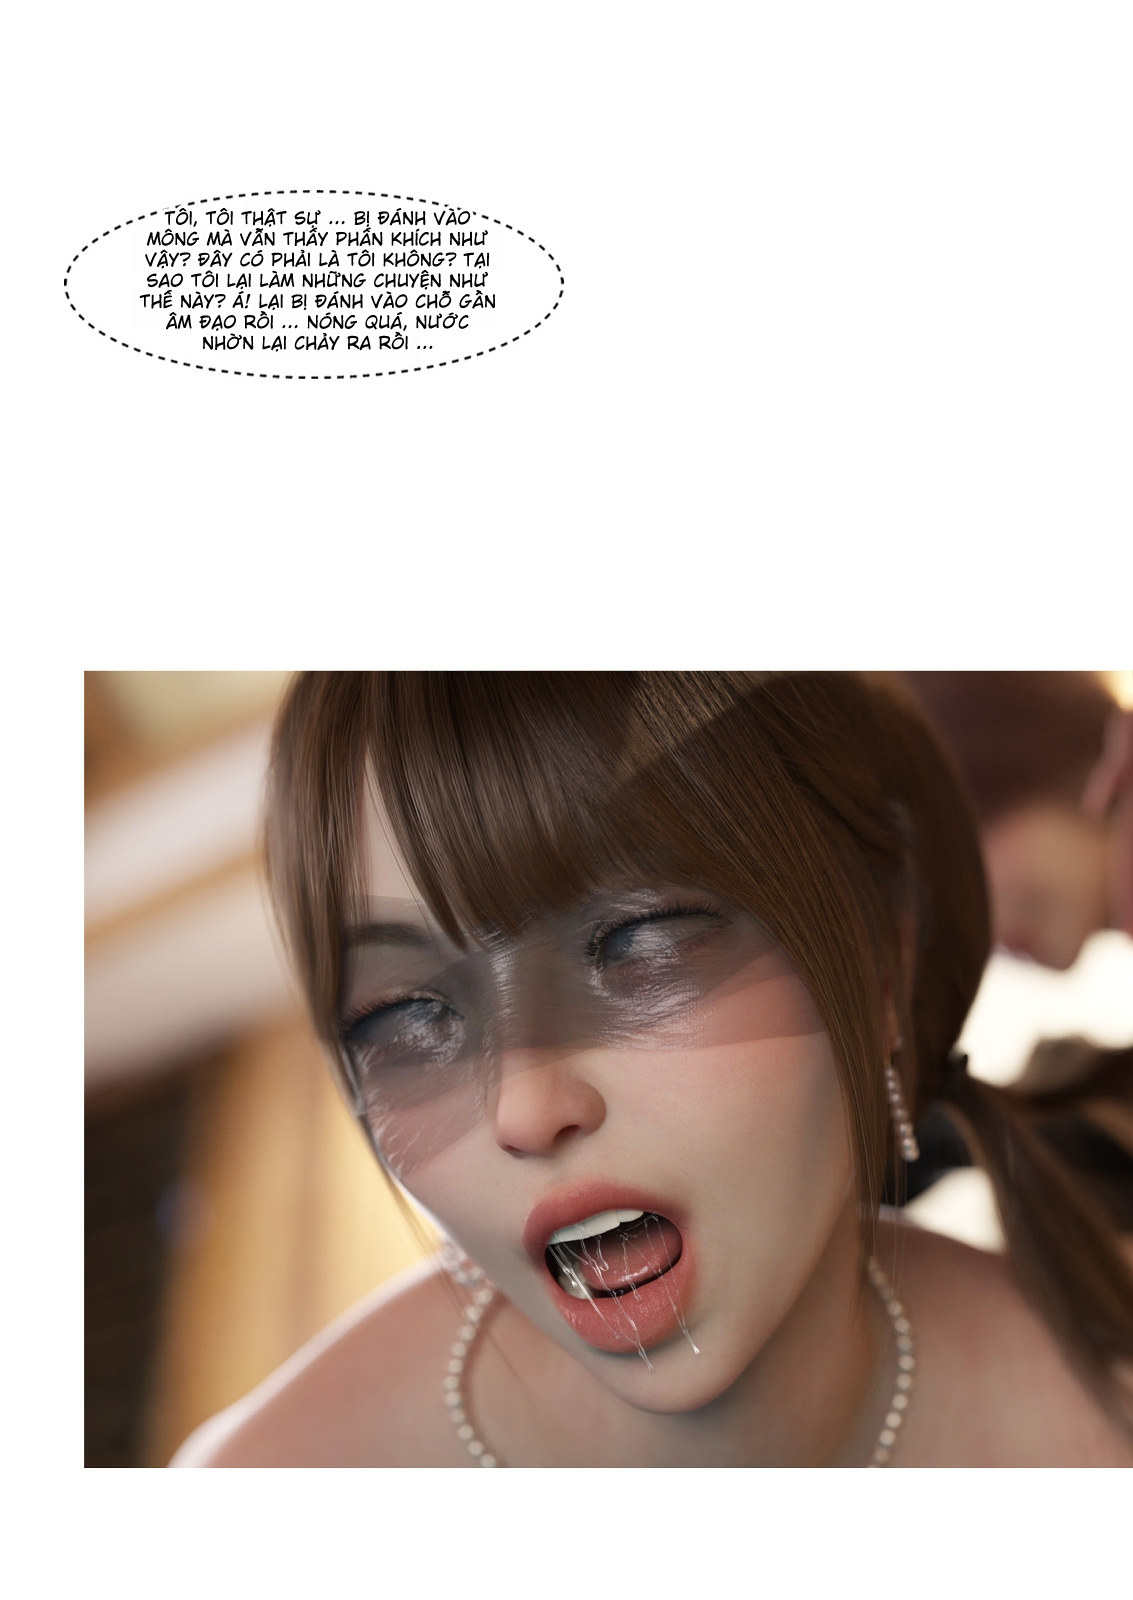 TÔI, TÔI THẬT SỰ ... BỊ ĐÁNH VÀO
MÔNG MÀ VẪN THẤY PHẤN KHÍCH NHƯ
VẬY? ĐÂY CÓ PHẢI LÀ TÔI KHÔNG? TẠI
SAO TÔI LẠI LÀM NHỮNG CHUYỆN NHƯ
THẾ NÀY? Á! LẠI BỊ ĐÁNH VÀO CHỖ GẦN
ÂM ĐẠO RỒI ... NÓNG QUÁ, NƯỚC
NHỜN LẠI CHẢY RA RỒI ...